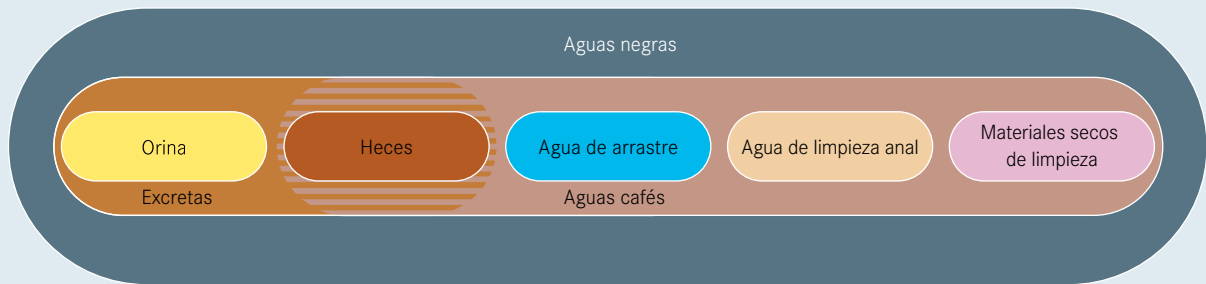 Aguas negras
Orina
Heces
Agua de arrastre
Agua de limpieza anal
Materiales secos
de limpieza
Excretas
Aguas cafés